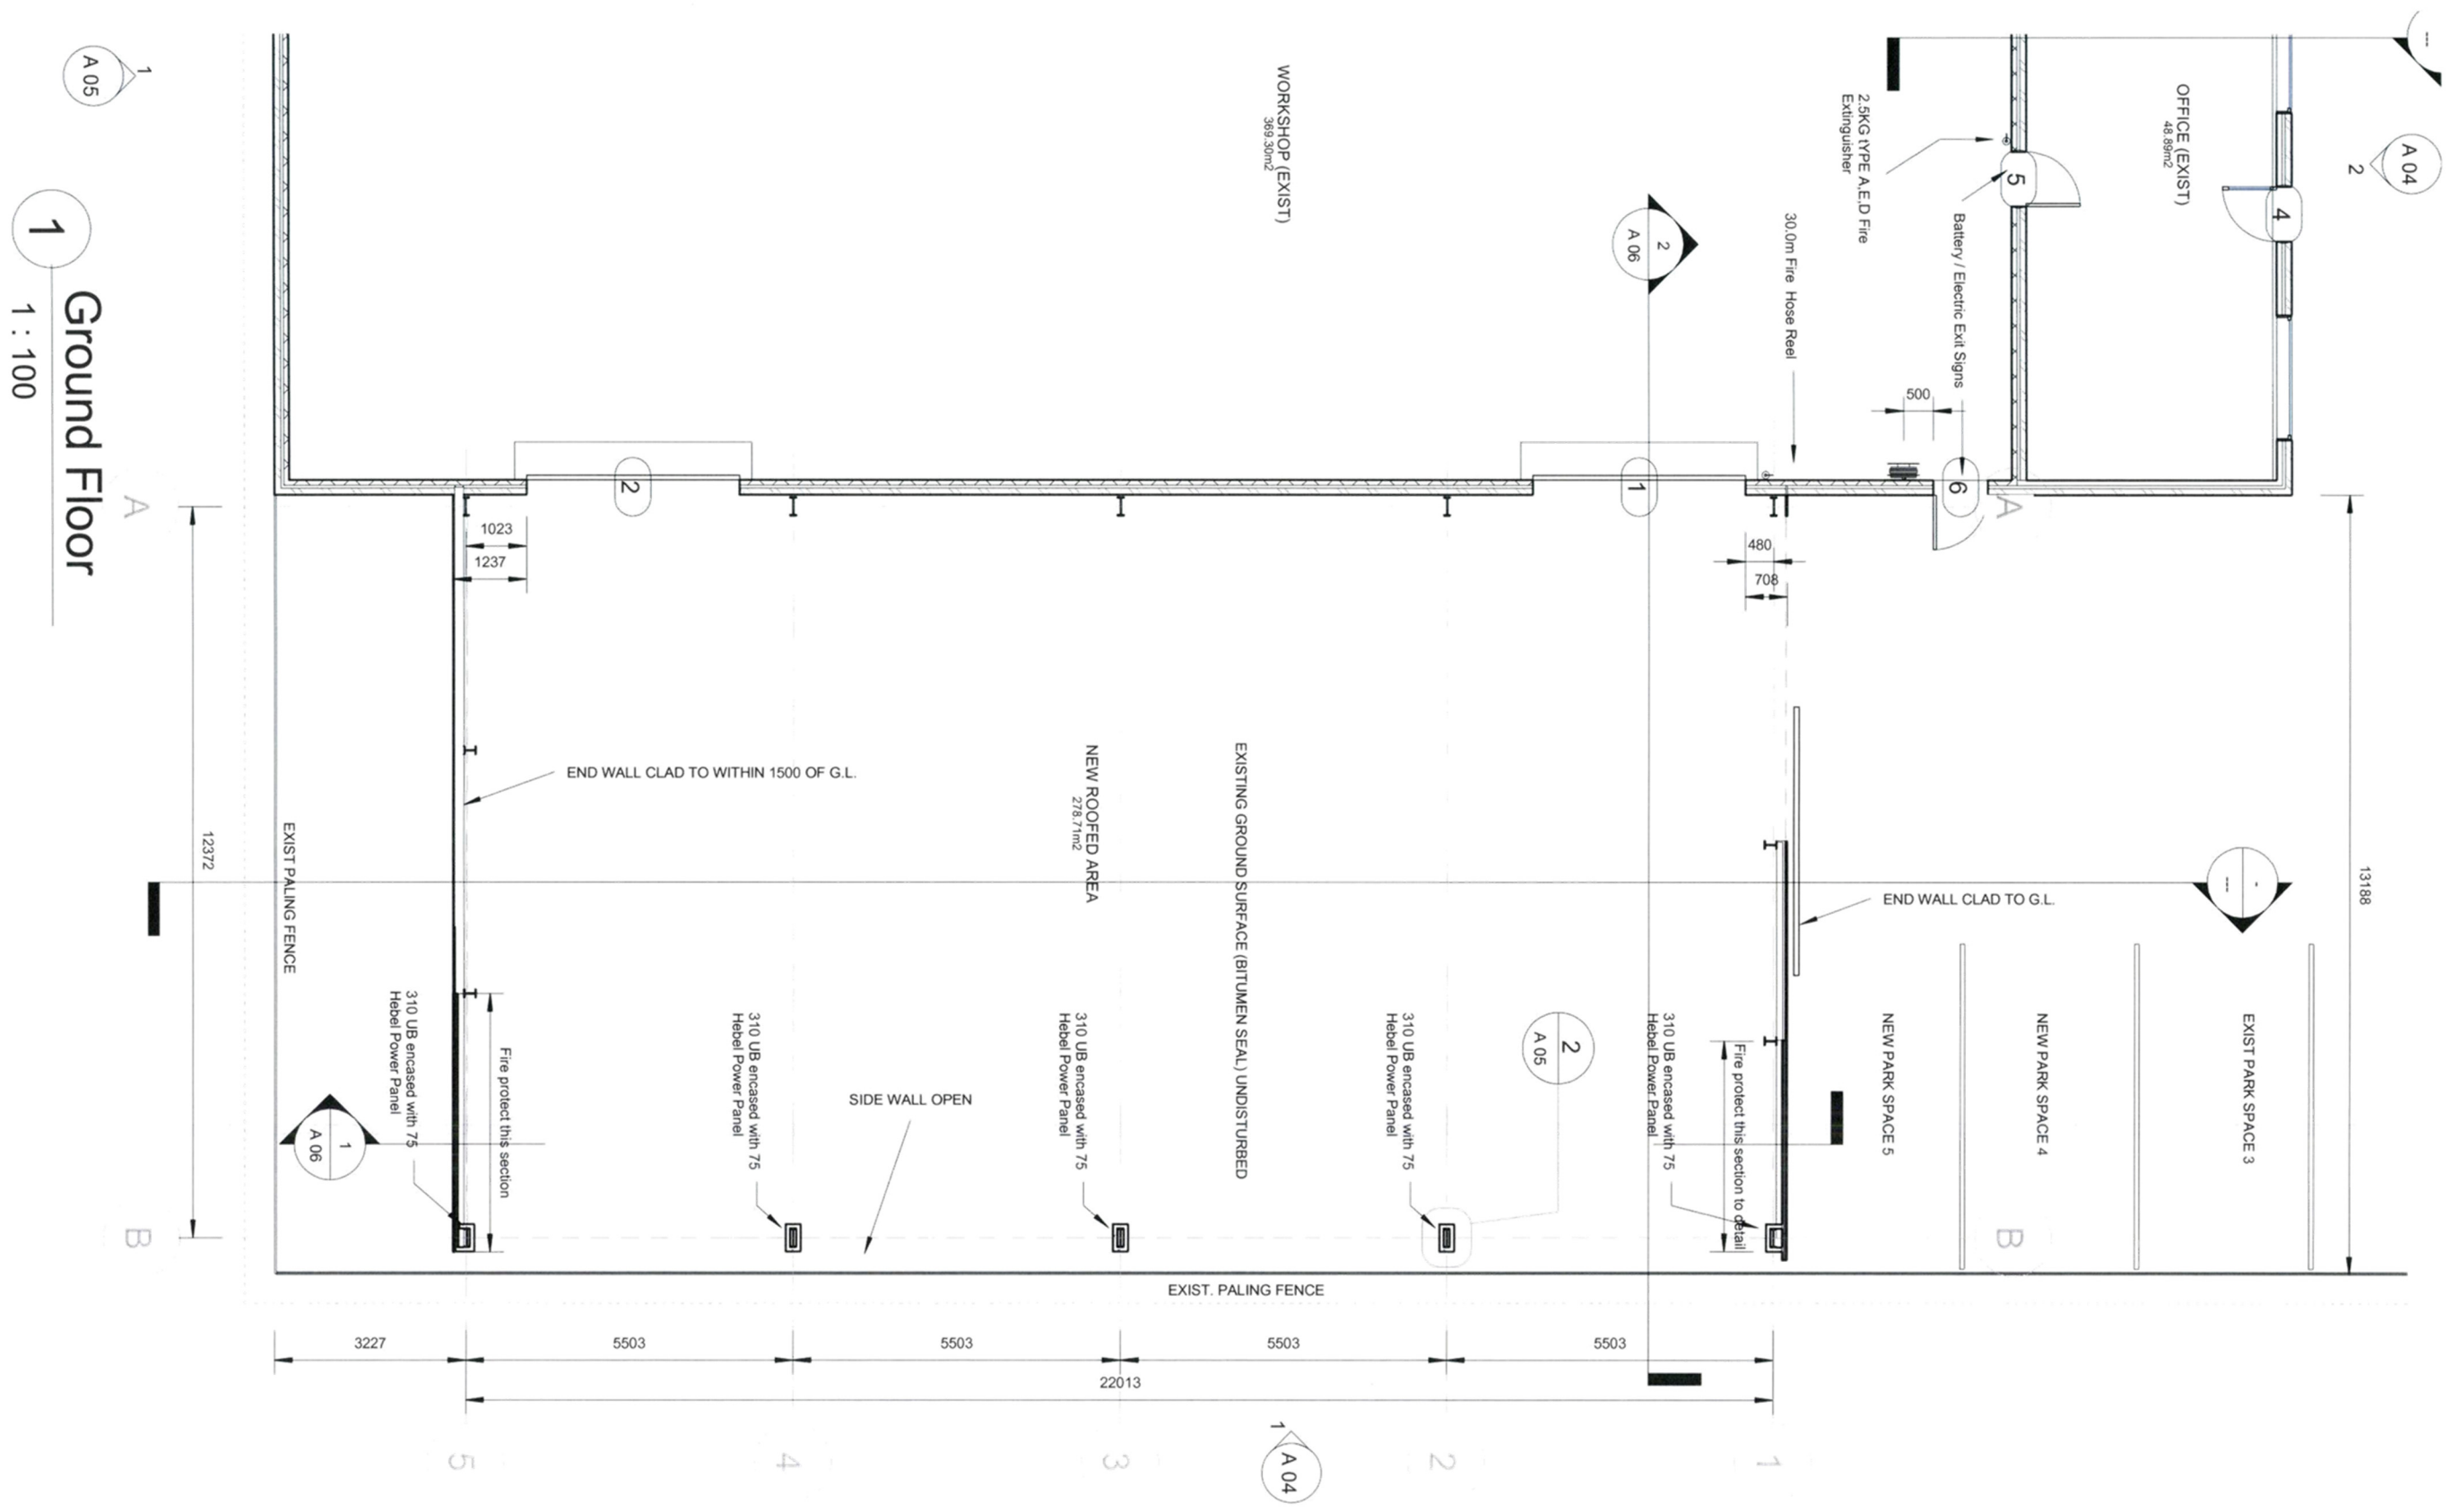 A 05
1
1
Ground Floor
1 : 100
WORKSHOP (EXIST)
369.30m2
2.5KG tYPE A,E,D Fire
Extinguisher
OFFICE (EXIST)
48.89m2
A 04
2
---
5
4
30.0m Fire Hose Reel
Battery / Electric Exit Signs
2
A 06
500
2
1
6
A
A
1023
1237
480
708
END WALL CLAD TO WITHIN 1500 OF G.L.
NEW ROOFED AREA
278.71m2
EXISTING GROUND SURFACE (BITUMEN SEAL) UNDISTURBED
END WALL CLAD TO G.L.
-
---
13188
12372
EXIST PALING FENCE
310 UB encased with 75
Hebel Power Panel
Fire protect this section
310 UB encased with 75
Hebel Power Panel
SIDE WALL OPEN
310 UB encased with 75
Hebel Power Panel
310 UB encased with 75
Hebel Power Panel
2
A 05
310 UB encased with 75
Hebel Power Panel
Fire protect this section to detail
NEW PARK SPACE 5
NEW PARK SPACE 4
EXIST PARK SPACE 3
1
A 06
B
B
EXIST. PALING FENCE
3227
5503
5503
5503
5503
22013
1
A 04
5
4
3
2
1